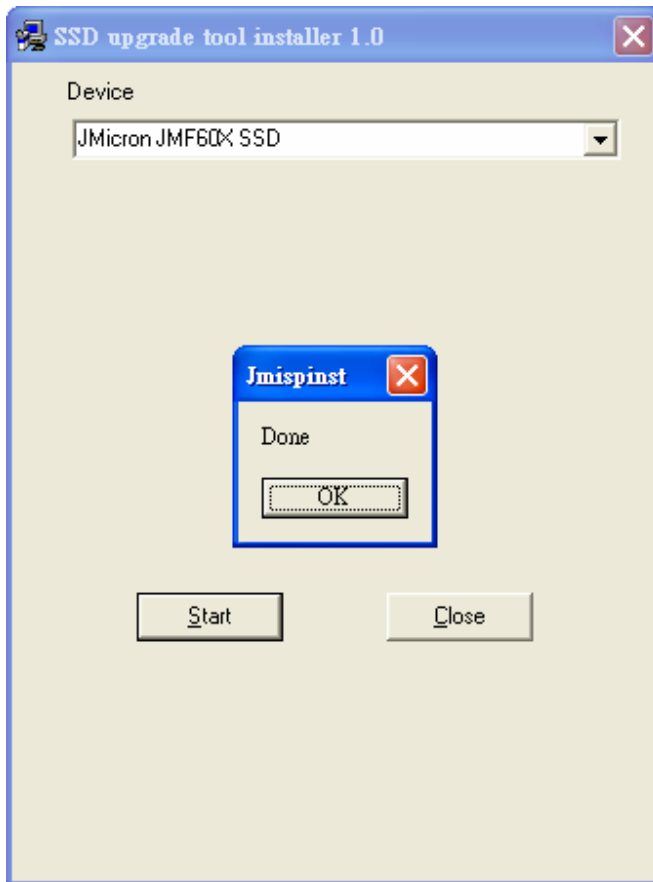 SSD upgrade tool installer 1.0
Device
JMicron JMF60X SSD
Jmispinst
Done
OK
Start
Close